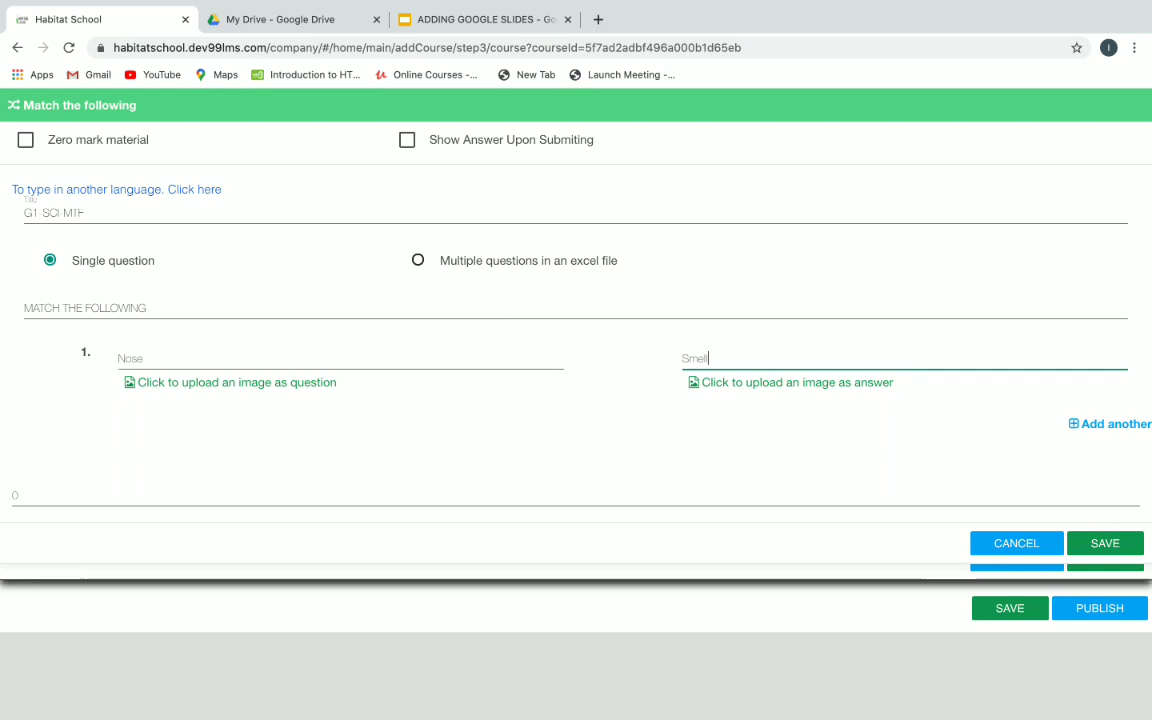 Habitat School
My Drive - Google Drive
ADDING GOOGLE SLIDES - Go
habitatschool.dev99lms.com/company/#/home/main/addCourse/step3/course?courseId=5f7ad2adbf496a000b1d65eb
I
Apps
Gmail
YouTube
Maps
Introduction to HT...
Online Courses -...
New Tab
Launch Meeting -...
Match the following
Zero mark material
Show Answer Upon Submiting
To type in another language. Click here
Title
G1-SCI-MTF
Single question
Multiple questions in an excel file
MATCH THE FOLLOWING
1.
Nose
Smell
Click to upload an image as question
Click to upload an image as answer
Add another
0
CANCEL
SAVE
SAVE
PUBLISH